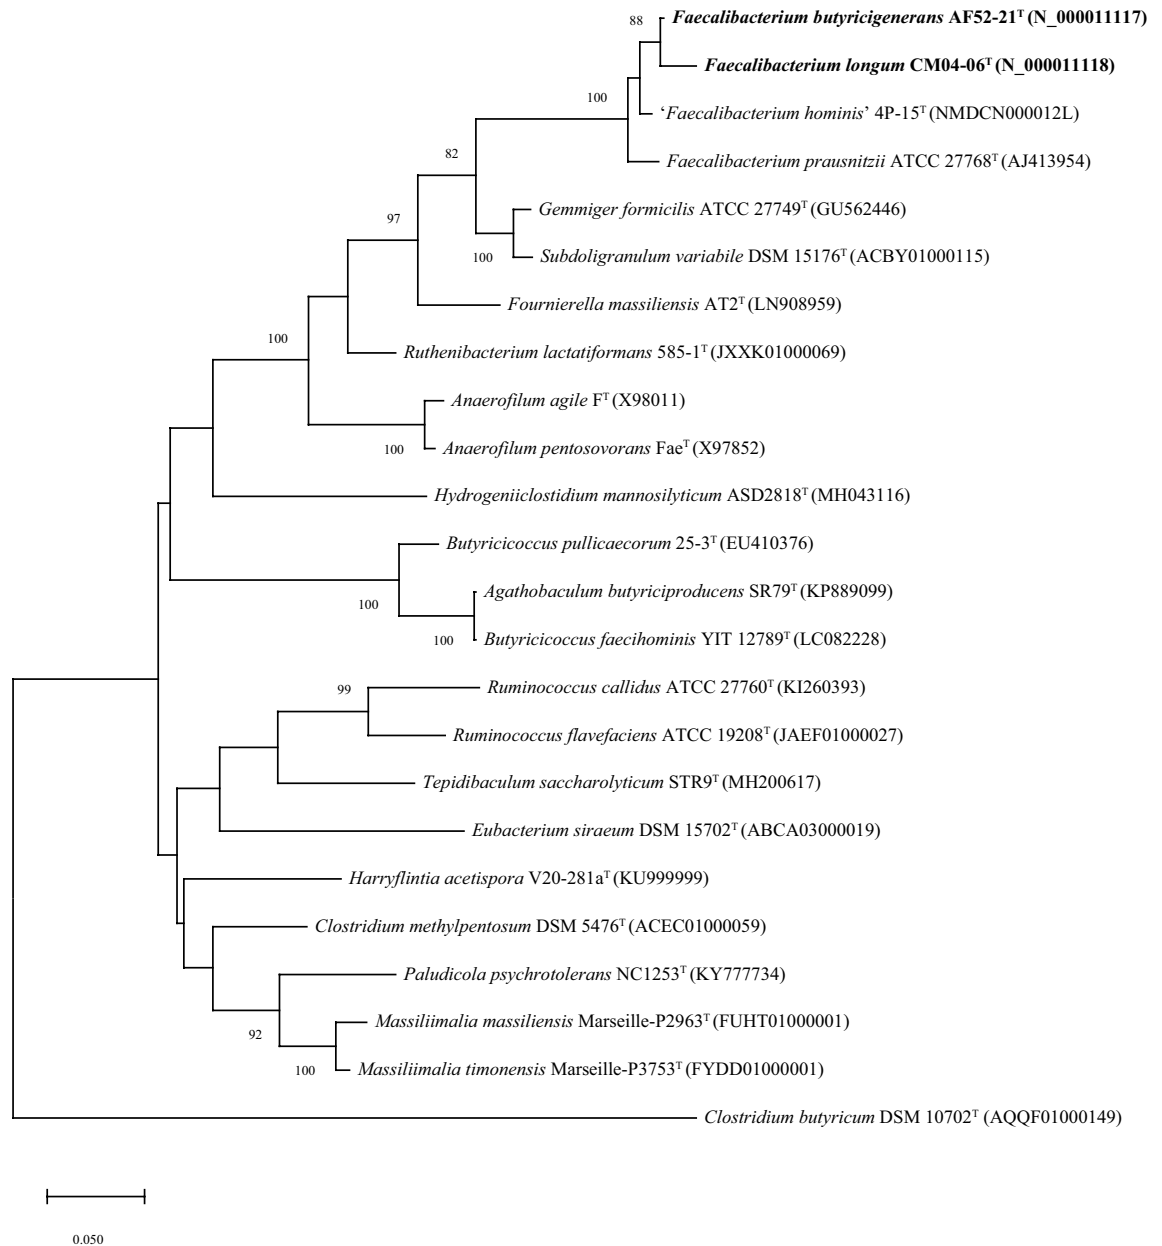 88
Faecalibacterium butyricigenerans AF52-21ᵀ (N_000011117)
Faecalibacterium longum CM04-06ᵀ (N_000011118)
100
‘Faecalibacterium hominis’ 4P-15ᵀ (NMDCN000012L)
82
Faecalibacterium prausnitzii ATCC 27768ᵀ (AJ413954)
97
Gemmiger formicilis ATCC 27749ᵀ (GU562446)
100
Subdoligranulum variabile DSM 15176ᵀ (ACBY01000115)
Fournierella massiliensis AT2ᵀ (LN908959)
100
Ruthenibacterium lactatiformans 585-1ᵀ (JXXK01000069)
Anaerofilum agile Fᵀ (X98011)
100
Anaerofilum pentosovorans Faeᵀ (X97852)
Hydrogeniiclostidium mannosilyticum ASD2818ᵀ (MH043116)
Butyricicoccus pullicaecorum 25-3ᵀ (EU410376)
Agathobaculum butyriciproducens SR79ᵀ (KP889099)
100
100
Butyricicoccus faecihominis YIT 12789ᵀ (LC082228)
99
Ruminococcus callidus ATCC 27760ᵀ (KI260393)
Ruminococcus flavefaciens ATCC 19208ᵀ (JAEF01000027)
Tepidibaculum saccharolyticum STR9ᵀ (MH200617)
Eubacterium siraeum DSM 15702ᵀ (ABCA03000019)
Harryflintia acetispora V20-281aᵀ (KU999999)
Clostridium methylpentosum DSM 5476ᵀ (ACEC01000059)
Paludicola psychrotolerans NC1253ᵀ (KY777734)
Massiliimalia massiliensis Marseille-P2963ᵀ (FUHT01000001)
92
100
Massiliimalia timonensis Marseille-P3753ᵀ (FYDD01000001)
Clostridium butyricum DSM 10702ᵀ (AQQF01000149)
0.050